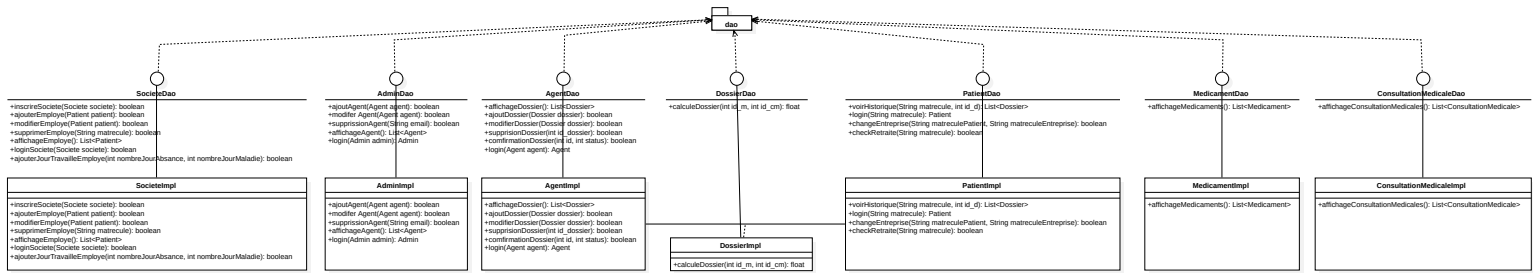 dao
SocieteDao
+inscrireSociete(Societe societe): boolean
+ajouterEmploye(Patient patient): boolean
+modifierEmploye(Patient patient): boolean
+supprimerEmploye(String matrecule): boolean
+affichageEmploye(): List<Patient>
+loginSociete(Societe societe): boolean
+ajouterJourTravailleEmploye(int nombreJourAbsance, int nombreJourMaladie): boolean
AdminDao
+ajoutAgent(Agent agent): boolean
+modifer Agent(Agent agent): boolean
+supprissionAgent(String email): boolean
+affichageAgent(): List<Agent>
+login(Admin admin): Admin
AgentDao
+affichageDossier(): List<Dossier>
+ajoutDossier(Dossier dossier): boolean
+modifierDossier(Dossier dossier): boolean
+supprisionDossier(int id_dossier): boolean
+comfirmationDossier(int id, int status): boolean
+login(Agent agent): Agent
DossierDao
+calculeDossier(int id_m, int id_cm): float
PatientDao
+voirHistorique(String matrecule, int id_d): List<Dossier>
+login(String matrecule): Patient
+changeEntreprise(String matreculePatient, String matreculeEntreprise): boolean
+checkRetraite(String matrecule): boolean
MedicamentDao
+affichageMedicaments(): List<Medicament>
ConsultationMedicaleDao
+affichageConsultationMedicales(): List<ConsultationMedicale>
SocieteImpl
+inscrireSociete(Societe societe): boolean
+ajouterEmploye(Patient patient): boolean
+modifierEmploye(Patient patient): boolean
+supprimerEmploye(String matrecule): boolean
+affichageEmploye(): List<Patient>
+loginSociete(Societe societe): boolean
+ajouterJourTravailleEmploye(int nombreJourAbsance, int nombreJourMaladie): boolean
AdminImpl
+ajoutAgent(Agent agent): boolean
+modifer Agent(Agent agent): boolean
+supprissionAgent(String email): boolean
+affichageAgent(): List<Agent>
+login(Admin admin): Admin
AgentImpl
+affichageDossier(): List<Dossier>
+ajoutDossier(Dossier dossier): boolean
+modifierDossier(Dossier dossier): boolean
+supprisionDossier(int id_dossier): boolean
+comfirmationDossier(int id, int status): boolean
+login(Agent agent): Agent
DossierImpl
+calculeDossier(int id_m, int id_cm): float
PatientImpl
+voirHistorique(String matrecule, int id_d): List<Dossier>
+login(String matrecule): Patient
+changeEntreprise(String matreculePatient, String matreculeEntreprise): boolean
+checkRetraite(String matrecule): boolean
MedicamentImpl
+affichageMedicaments(): List<Medicament>
ConsultationMedicaleImpl
+affichageConsultationMedicales(): List<ConsultationMedicale>